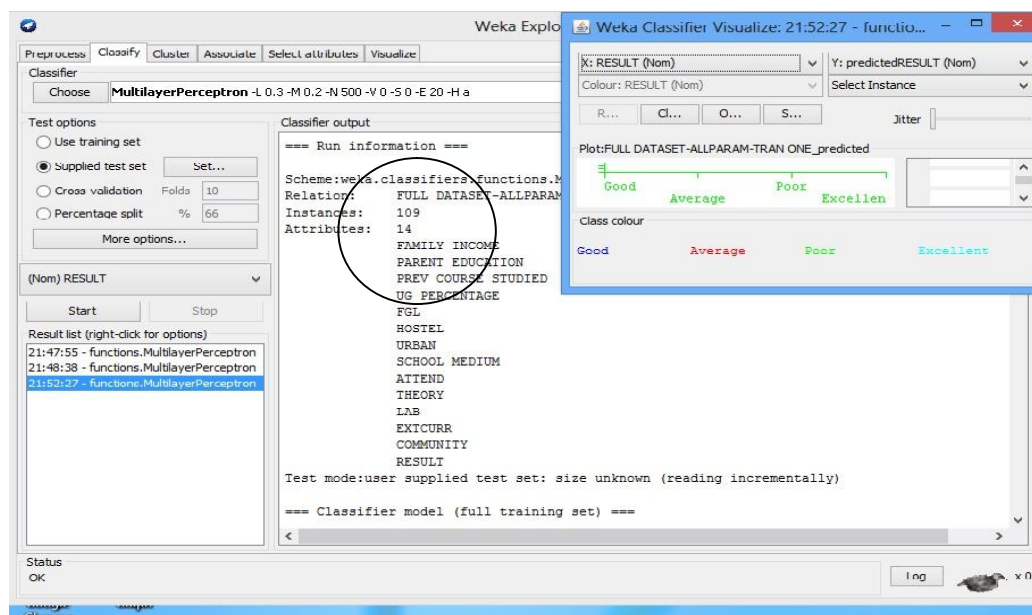 Weka Explo
Preprocess Classify Cluster Associate Select attributes Visualize
Classifier
Choose MultilayerPerceptron -L 0.3 -M 0.2 -N 500 -V 0 -S 0 -E 20 -H a
Test options
Use training set
Supplied test set Set...
Cross validation Folds 10
Percentage split % 66
More options...
(Nom) RESULT
Start Stop
Result list (right-click for options)
21:47:55 - functions.MultilayerPerceptron
21:48:38 - functions.MultilayerPerceptron
21:52:27 - functions.MultilayerPerceptron
Classifier output
=== Run information ===
Scheme:weka.classifiers.functions.M
Relation: FULL DATASET-ALLPARAM
Instances: 109
Attributes: 14
FAMILY INCOME
PARENT EDUCATION
PREV COURSE STUDIED
UG PERCENTAGE
FGL
HOSTEL
URBAN
SCHOOL MEDIUM
ATTEND
THEORY
LAB
EXTCURR
COMMUNITY
RESULT
Test mode:user supplied test set: size unknown (reading incrementally)
=== Classifier model (full training set) ===
Weka Classifier Visualize: 21:52:27 - functio...
X: RESULT (Nom) Y: predictedRESULT (Nom)
Colour: RESULT (Nom) Select Instance
R... Cl... O... S... Jitter
Plot:FULL DATASET-ALLPARAM-TRAN ONE_predicted
Good Average Poor Excellen
Class colour
Good Average Poor Excellent
Status
OK
Log x 0